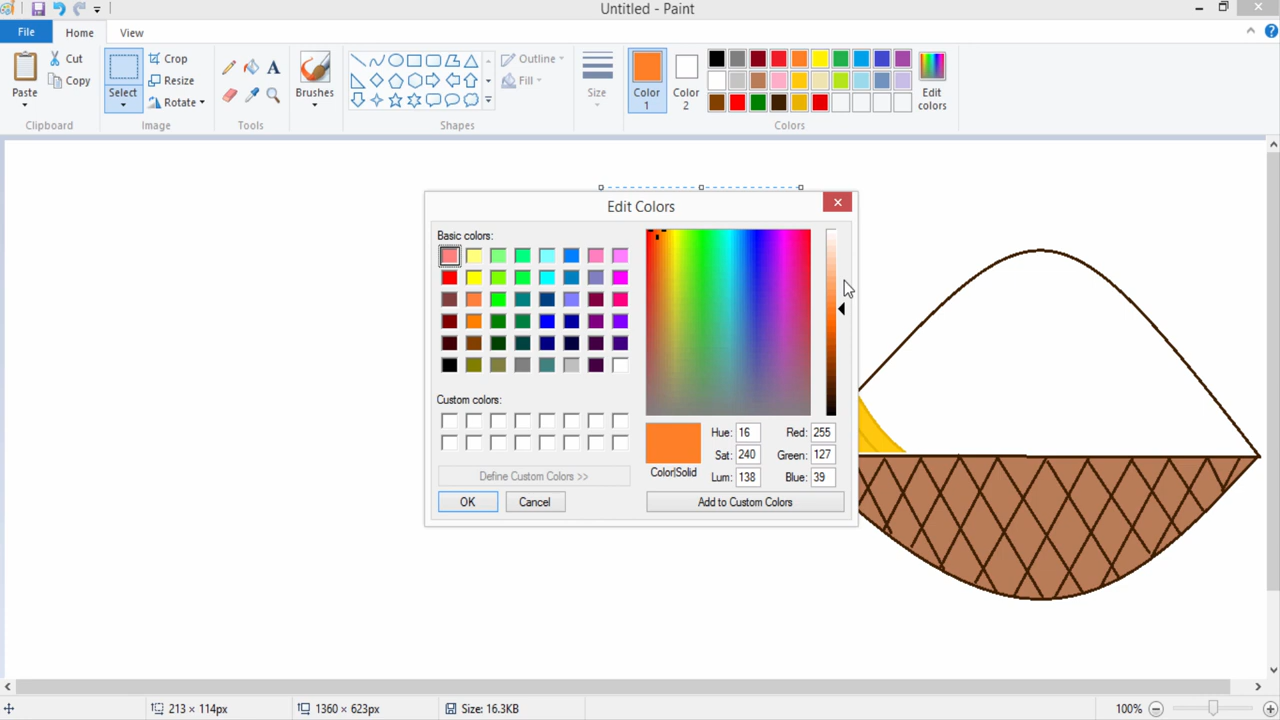 Untitled - Paint
File
Home
View
Paste
Cut
Copy
Clipboard
Select
Crop
Resize
Rotate
Image
A
Tools
Brushes
Outline
Fill
Shapes
Size
Color
1
Color
2
Edit
colors
Colors
Edit Colors
Basic colors:
Custom colors:
Define Custom Colors >>
OK
Cancel
Color|Solid
Hue: 16
Sat: 240
Lum: 138
Red: 255
Green: 127
Blue: 39
Add to Custom Colors
213 × 114px
1360 × 623px
Size: 16.3KB
100%